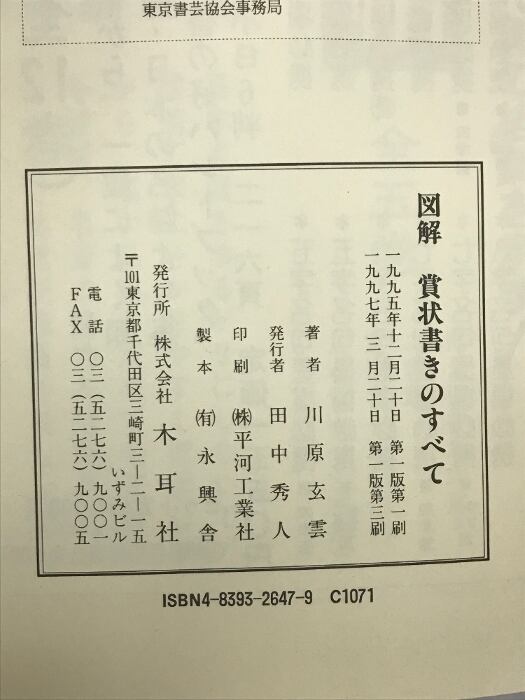 東京書芸協会事務局
図解 賞状書きのすべて
一九九五年十二月二十日 第一版第一刷
一九九七年 三 月二十日 第一版第三刷
著者 川原玄雲
発行者 田中秀人
印刷 ㈱平河工業社
製本 ㈲永興舎
発行所 株式会社 木耳社
〒101東京都千代田区三崎町三―二―一五
いずみビル
電話 〇三(五二七六)九〇〇一
FAX 〇三(五二七六)九〇〇五
ISBN4-8393-2647-9 C1071